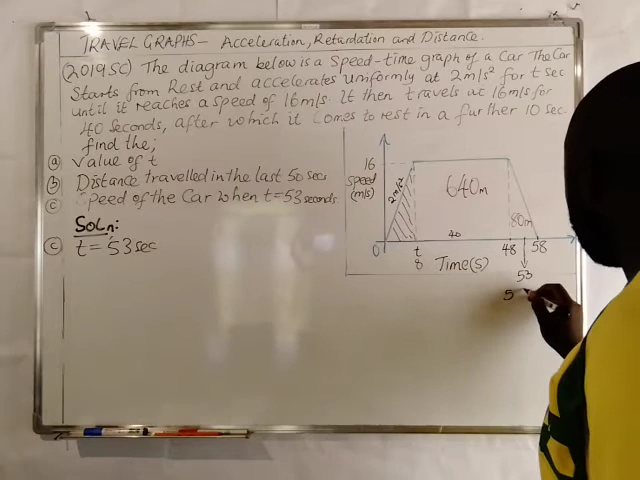 TRAVEL GRAPHS - Acceleration, Retardation and Distance.
(2019SC) The diagram below is a Speed-time graph of a Car The Car
Starts from Rest and accelerates uniformly at 2m/s² for t sec
until it reaches a speed of 16m/s. It then travels at 16m/s for
40 seconds, after which it Comes to rest in a further 10 sec
find the;
(a) Value of t
(b) Distance travelled in the last 50 sec
(c) Speed of the Car when t=53 seconds
Soln:
(c) t = 53sec
16
Speed
(m/s)
2m/s²
640m
80m
40
0
t
8
48
58
Time(s)
53
5